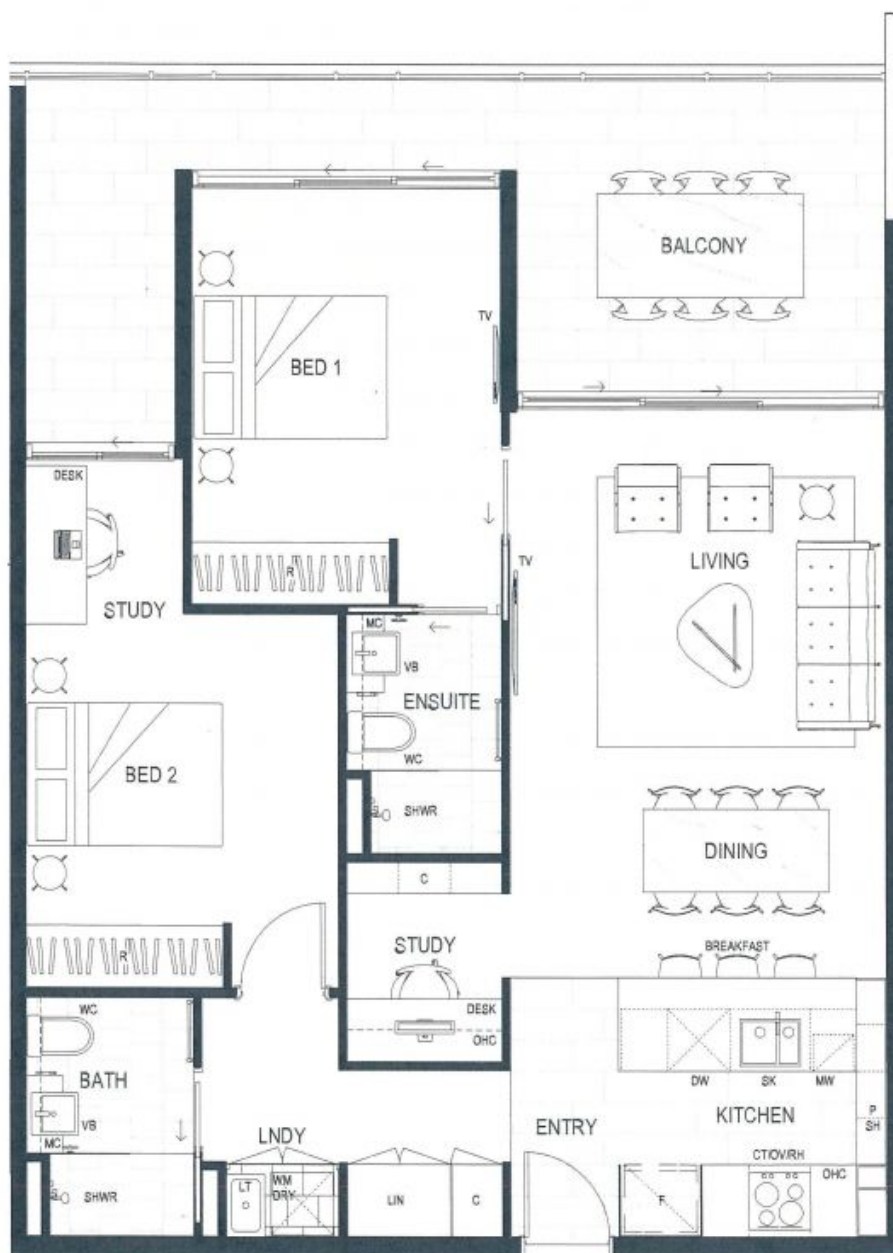 BALCONY
TV
BED 1
DESK
LIVING
R
TV
STUDY
MC
VB
ENSUITE
WC
BED 2
SHWR
DINING
C
STUDY
BREAKFAST
R
DESK
OHC
WC
BATH
DW
SK
MW
VB
MC
LNDY
ENTRY
KITCHEN
P
SH
CT/OV/RH
OHC
LT
WM
DRY
SHWR
LIN
C
F